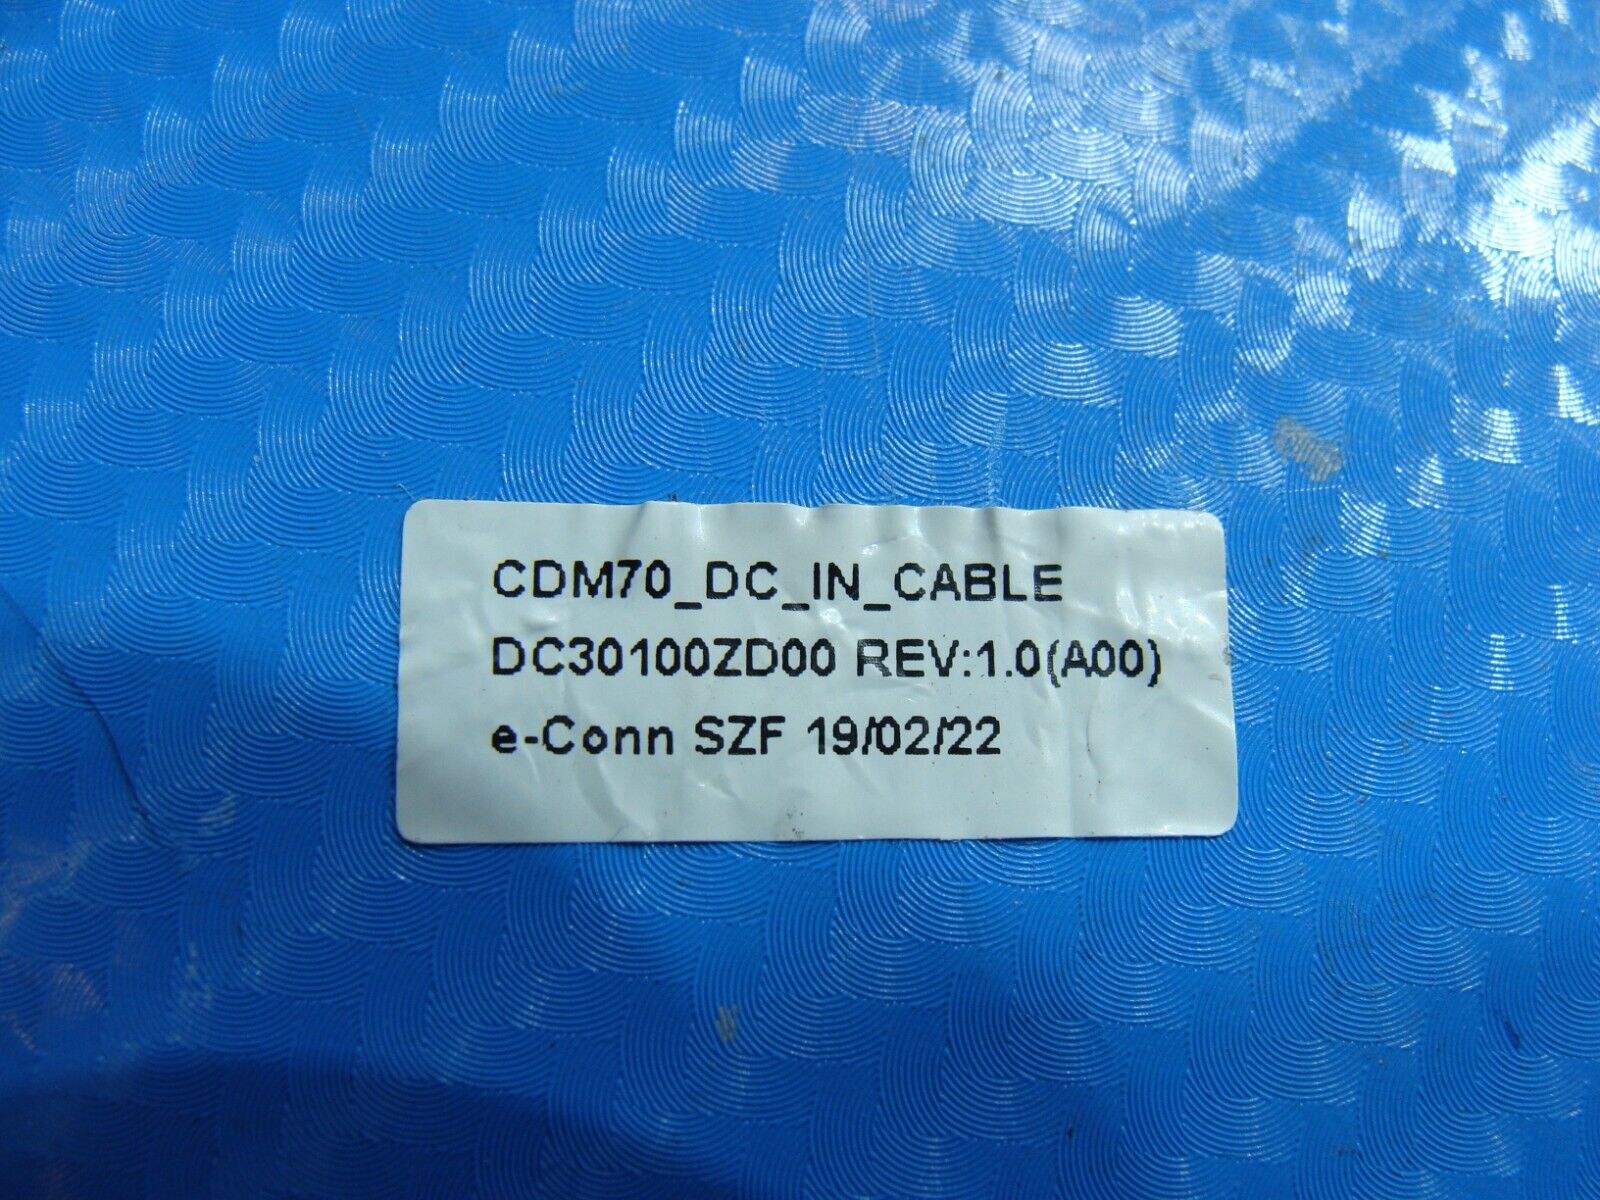 CDM70_DC_IN_CABLE
DC30100ZD00 REV:1.0(A00)
e-Conn SZF 19/02/22